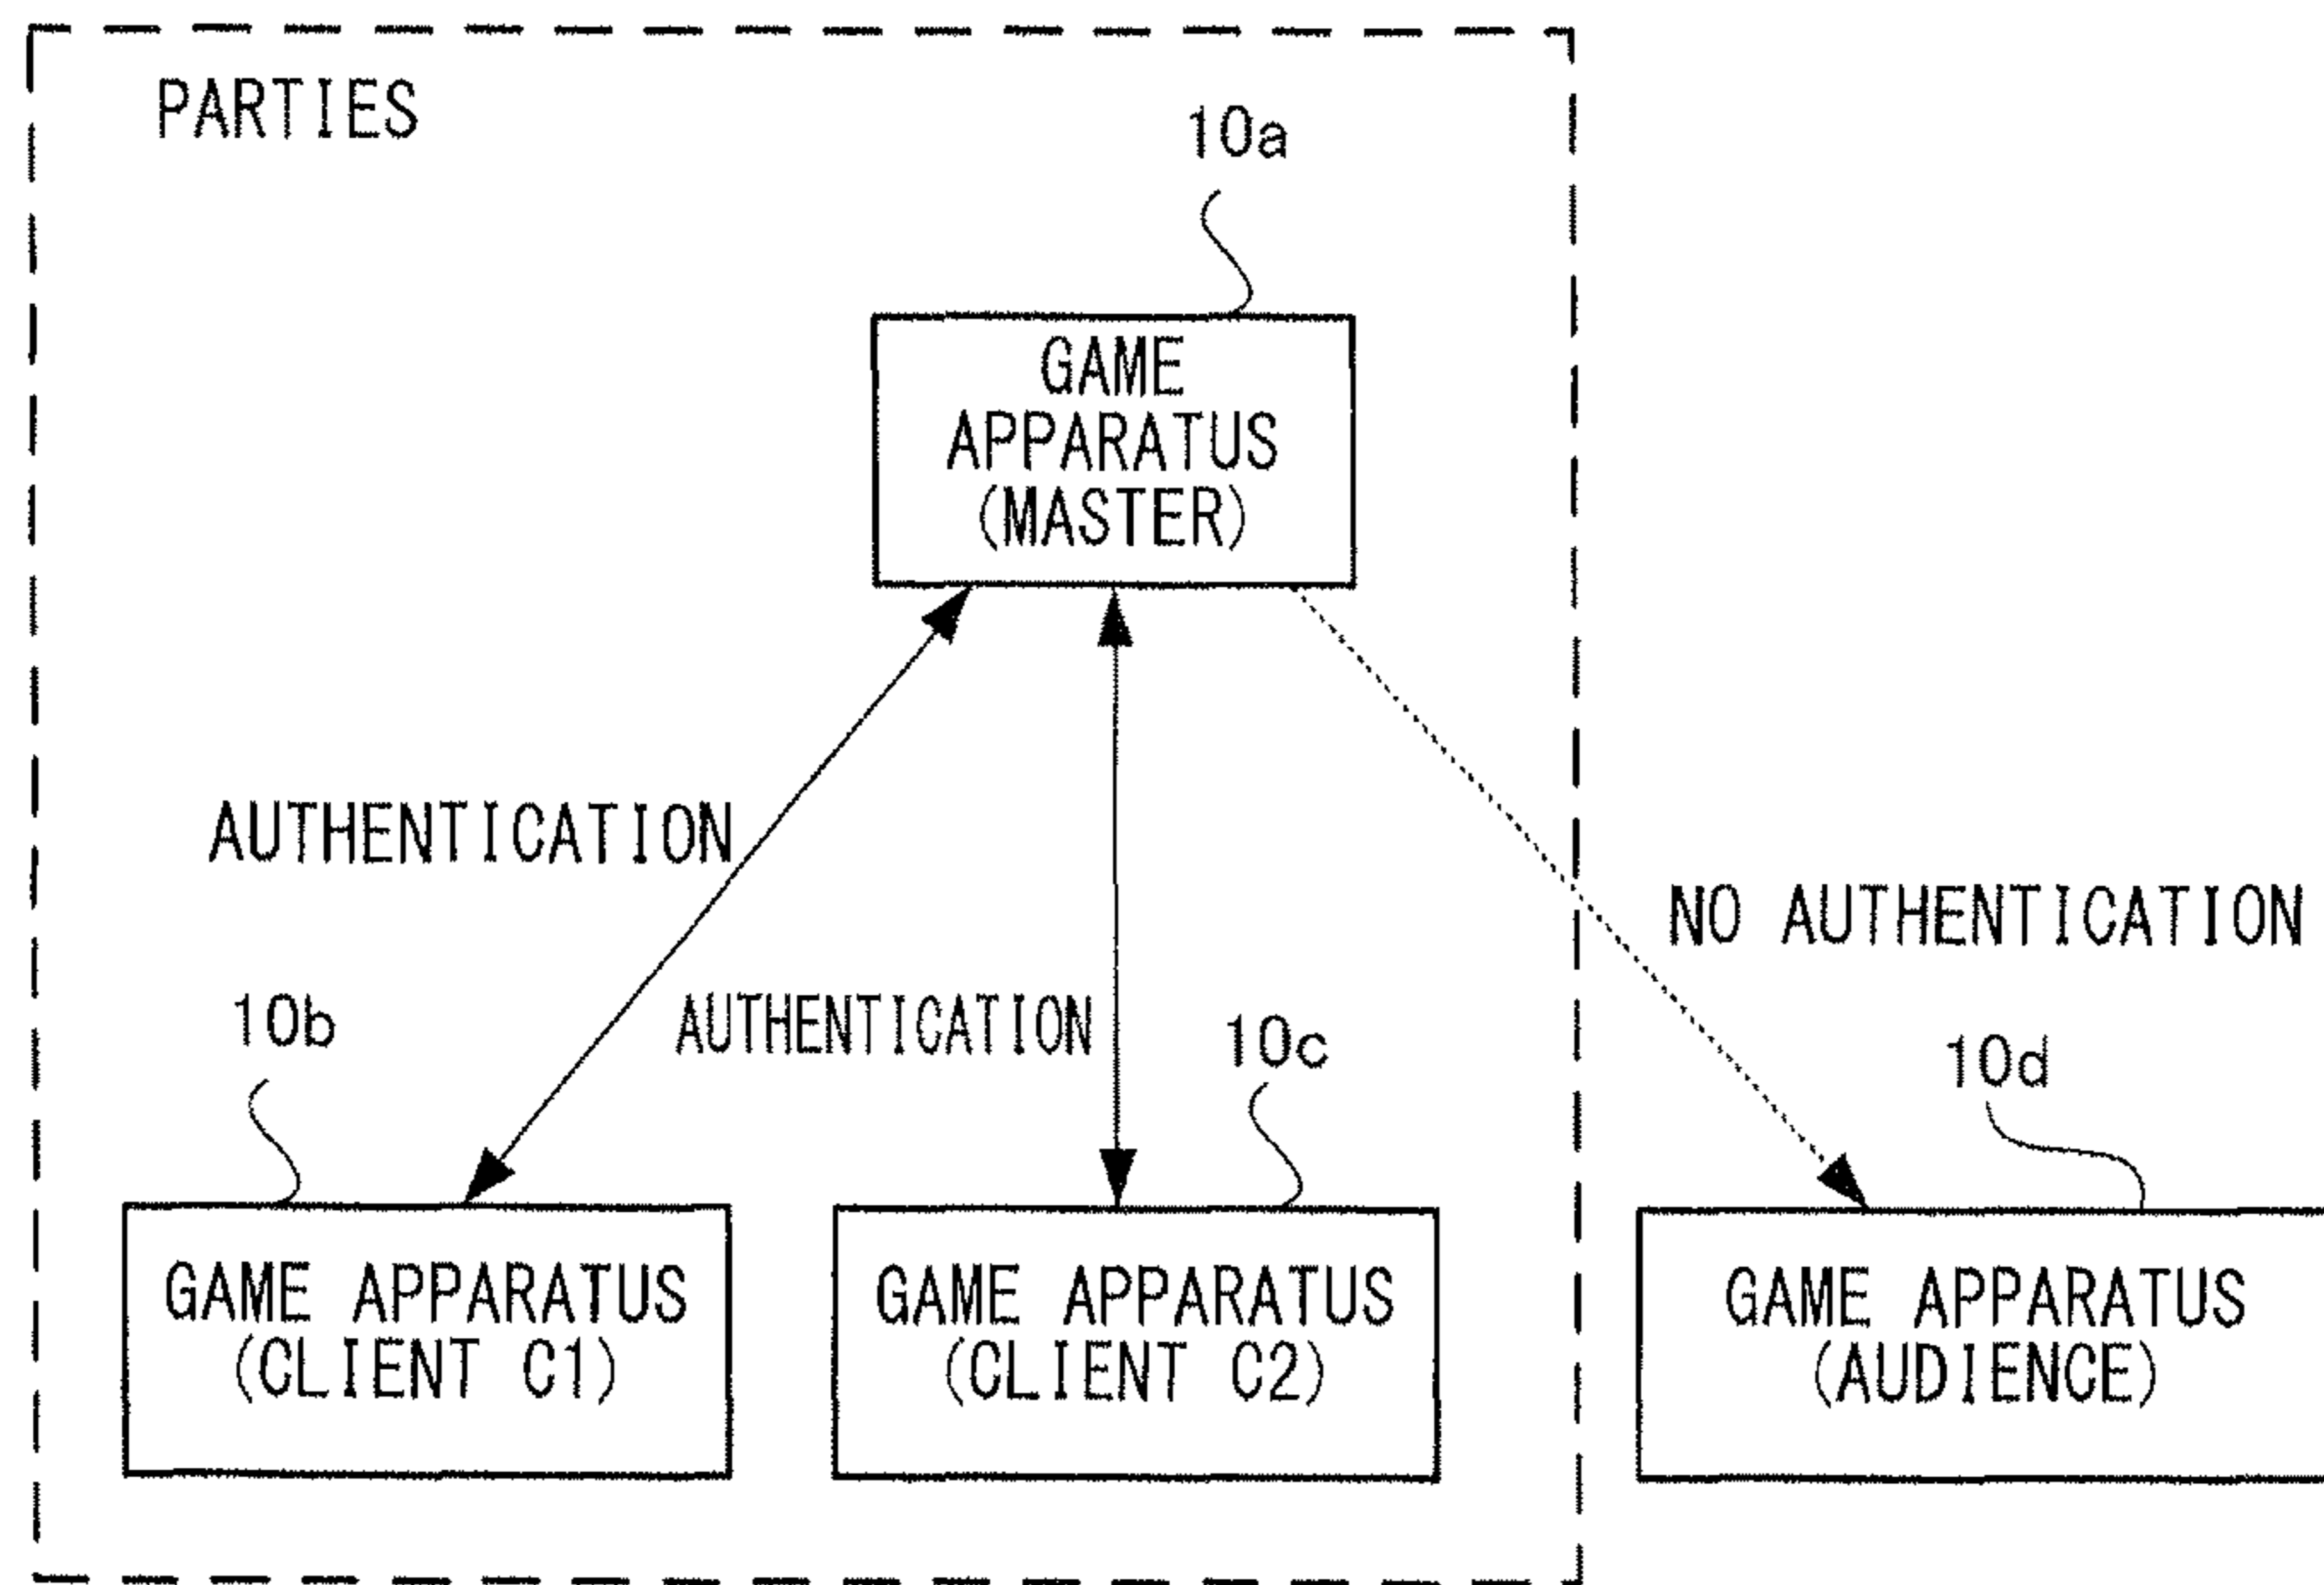 PARTIES
10a
GAME
APPARATUS
(MASTER)
AUTHENTICATION
NO AUTHENTICATION
10b
AUTHENTICATION
10c
10d
GAME APPARATUS
(CLIENT C1)
GAME APPARATUS
(CLIENT C2)
GAME APPARATUS
(AUDIENCE)